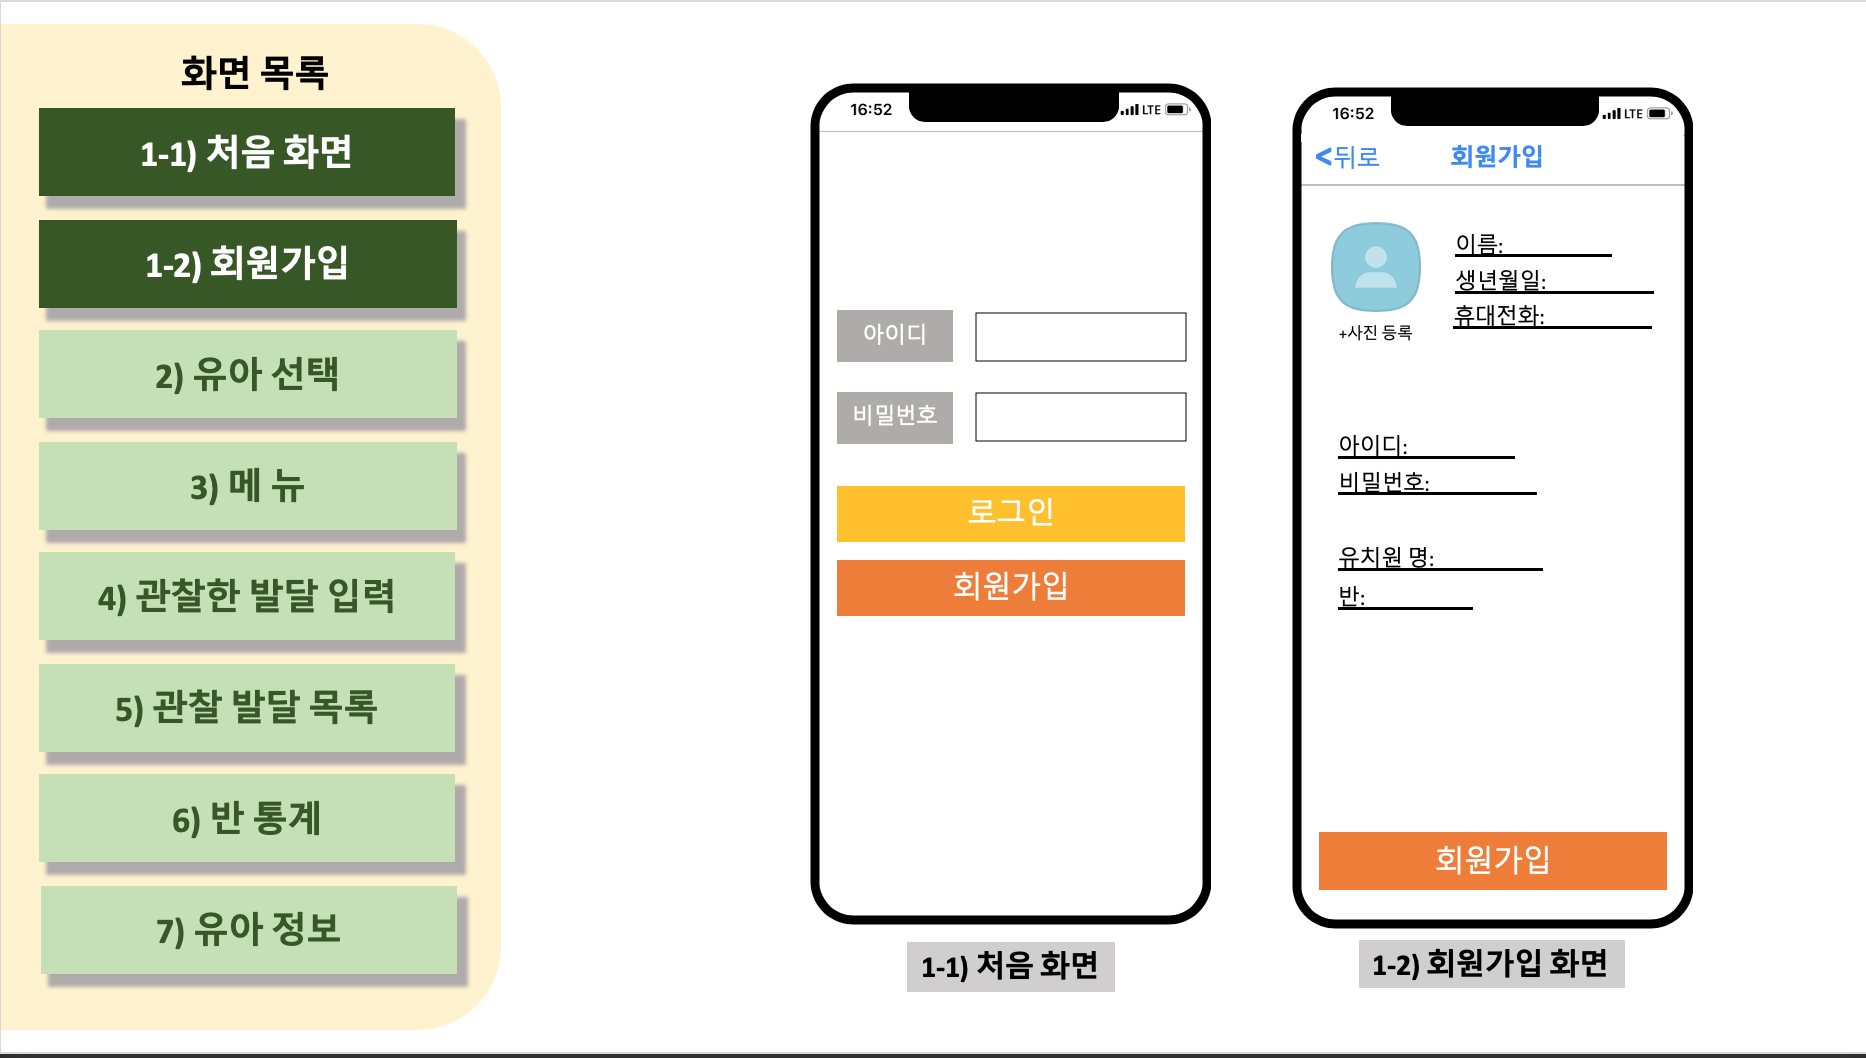 화면 목록
1-1) 처음 화면
1-2) 회원가입
2) 유아 선택
3) 메 뉴
4) 관찰한 발달 입력
5) 관찰 발달 목록
6) 반 통계
7) 유아 정보
16:52 LTE
아이디
비밀번호
로그인
회원가입
1-1) 처음 화면
16:52 LTE
<뒤로 회원가입
이름:
생년월일:
휴대전화:
+사진 등록
아이디:
비밀번호:
유치원 명:
반:
회원가입
1-2) 회원가입 화면